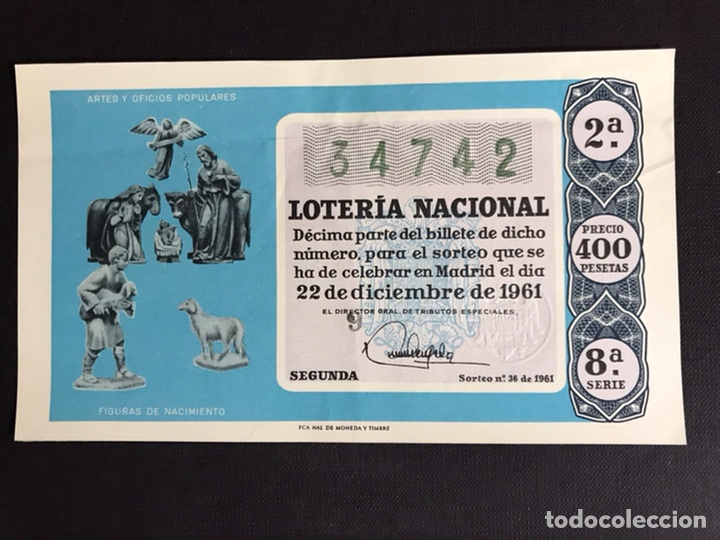 ARTES Y OFICIOS POPULARES
34742
LOTERÍA NACIONAL
Décima parte del billete de dicho
número, para el sorteo que se
ha de celebrar en Madrid el dia
22 de diciembre de 1961
EL DIRECTOR GRAL. DE TRIBUTOS ESPECIALES,
9
SEGUNDA
Sorteo nº. 36 de 1961
2ª.
PRECIO
400
PESETAS
8ª.
SERIE
FIGURAS DE NACIMIENTO
FCA NAL DE MONEDA Y TIMBRE
todocoleccion